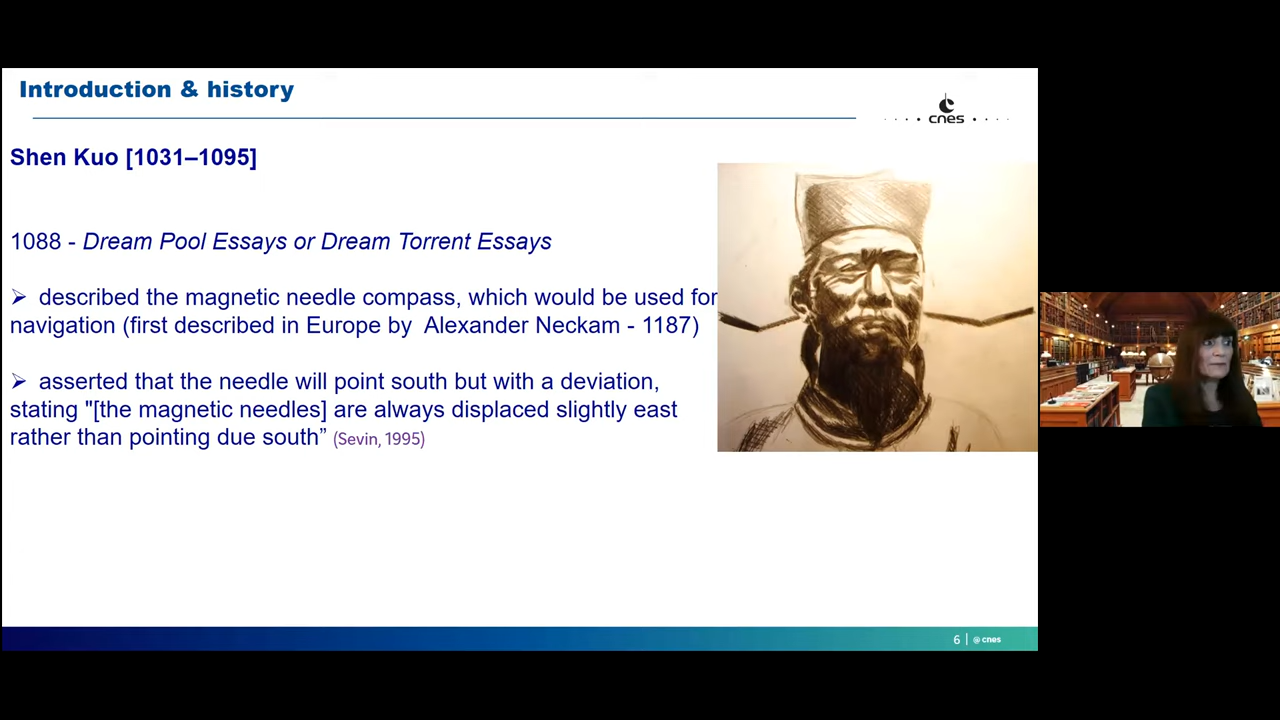 Introduction & history
cnes
Shen Kuo [1031–1095]
1088 - Dream Pool Essays or Dream Torrent Essays
➢ described the magnetic needle compass, which would be used for
navigation (first described in Europe by Alexander Neckam - 1187)
➢ asserted that the needle will point south but with a deviation,
stating "[the magnetic needles] are always displaced slightly east
rather than pointing due south” (Sevin, 1995)
6 | @ cnes